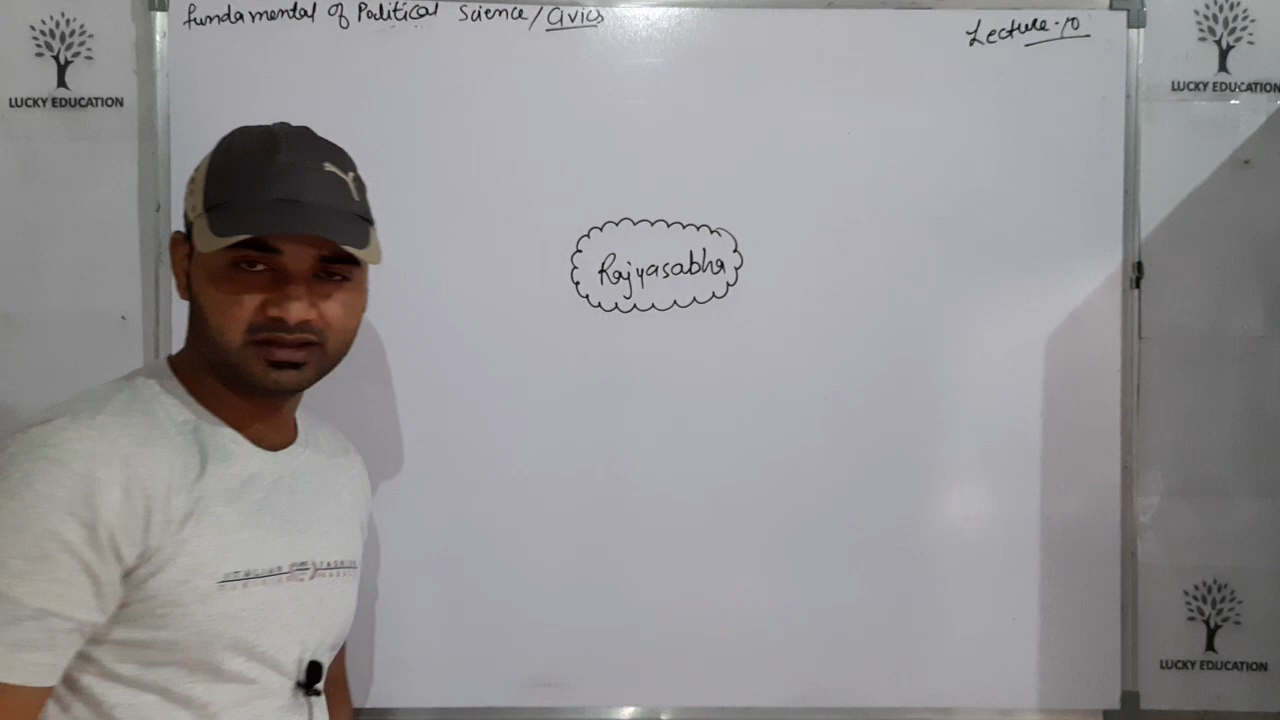 fundamental of Political Science/Civics
Lecture-10
LUCKY EDUCATION
LUCKY EDUCATION
Rajyasabha
LUCKY EDUCATION